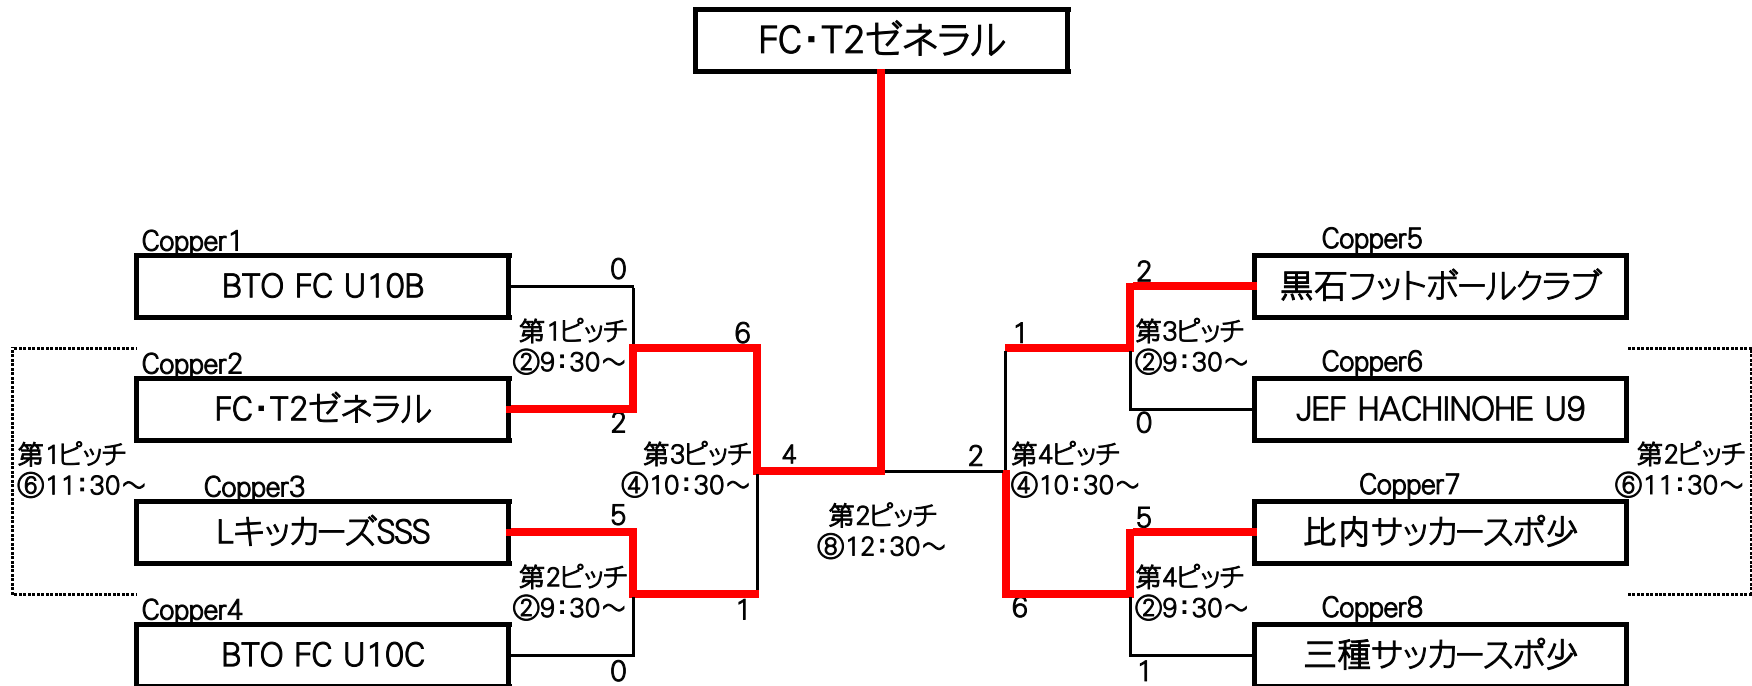 FC・T2ゼネラル
Copper1
BTO FC U10B
0
第1ピッチ
②9:30～
6
Copper2
FC・T2ゼネラル
2
第1ピッチ
⑥11:30～
第3ピッチ
④10:30～
4
Copper3
LキッカーズSSS
5
第2ピッチ
②9:30～
1
Copper4
BTO FC U10C
0
第2ピッチ
⑧12:30～
2
Copper5
黒石フットボールクラブ
2
第3ピッチ
②9:30～
1
Copper6
JEF HACHINOHE U9
0
第4ピッチ
④10:30～
第2ピッチ
⑥11:30～
Copper7
比内サッカースポ少
5
第4ピッチ
②9:30～
6
Copper8
三種サッカースポ少
1